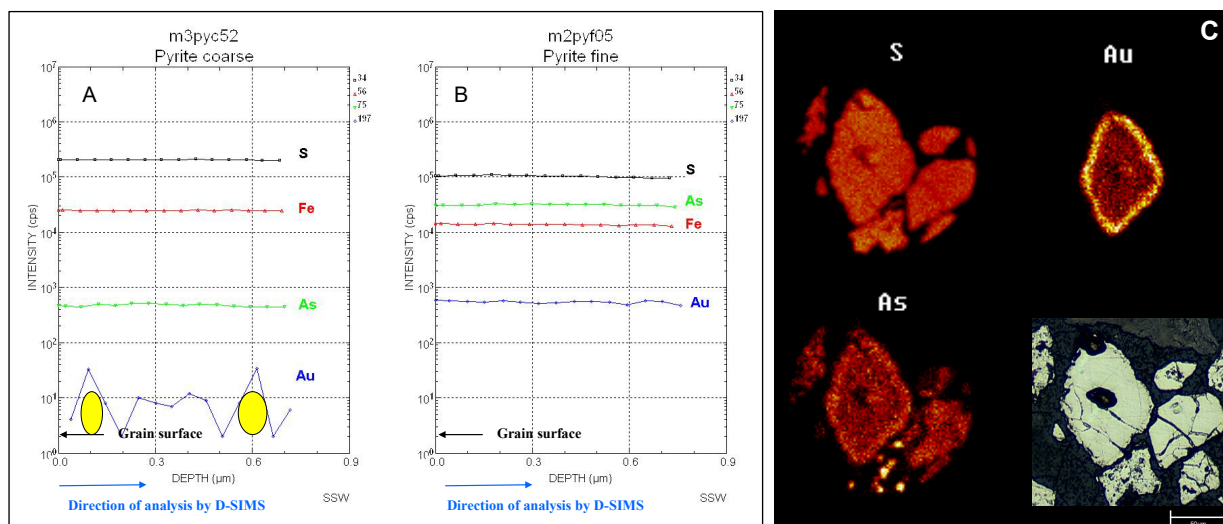 m3pyc52
Pyrite coarse
A
10^7
10^6
10^5
10^4
10^3
10^2
10^1
10^0
INTENSITY (cps)
34
56
75
197
S
Fe
As
Au
Grain surface
0.0
0.3
0.6
0.9
DEPTH (µm)
SSW
Direction of analysis by D-SIMS
m2pyf05
Pyrite fine
B
10^7
10^6
10^5
10^4
10^3
10^2
10^1
10^0
INTENSITY (cps)
34
56
75
197
S
As
Fe
Au
Grain surface
0.0
0.3
0.6
0.9
DEPTH (µm)
SSW
Direction of analysis by D-SIMS
C
S
Au
As